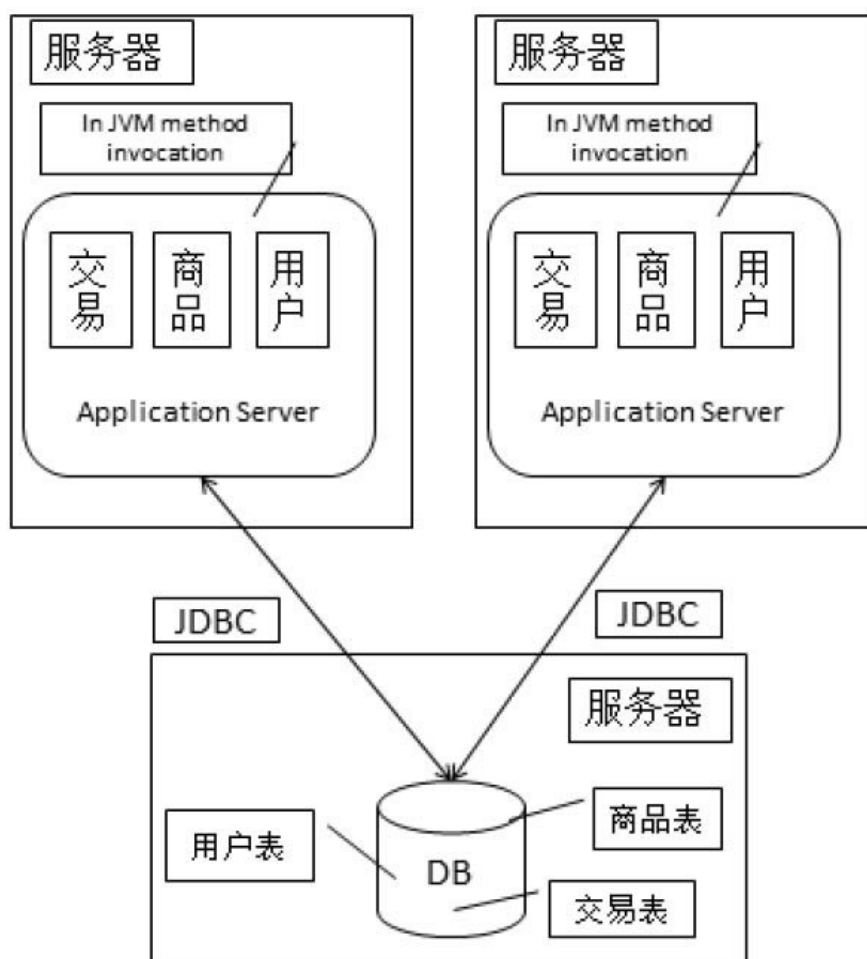 服务器
In JVM method
invocation
交易
商品
用户
Application Server
服务器
In JVM method
invocation
交易
商品
用户
Application Server
JDBC
JDBC
服务器
用户表
DB
商品表
交易表